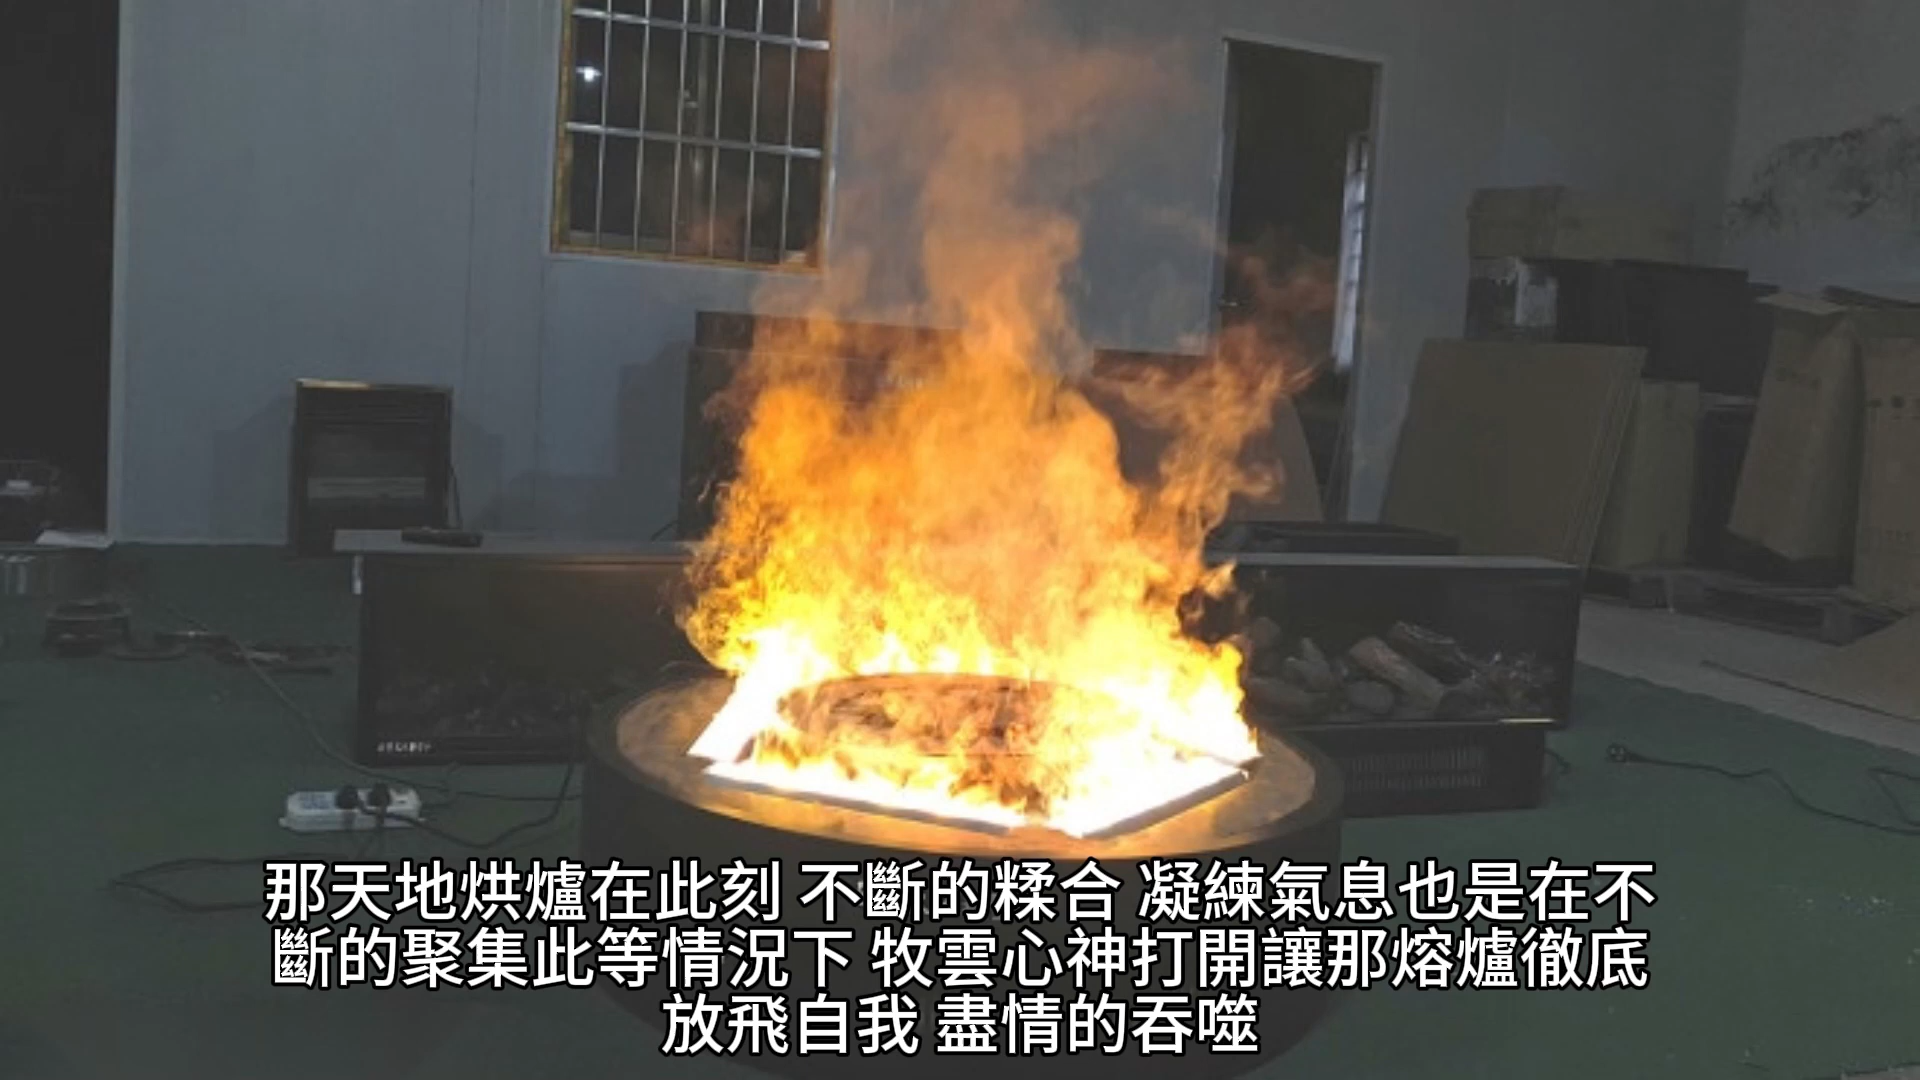 那天地烘爐在此刻 不斷的糅合 凝練氣息也是在不
斷的聚集此等情況下 牧雲心神打開讓那熔爐徹底
放飛自我 盡情的吞噬